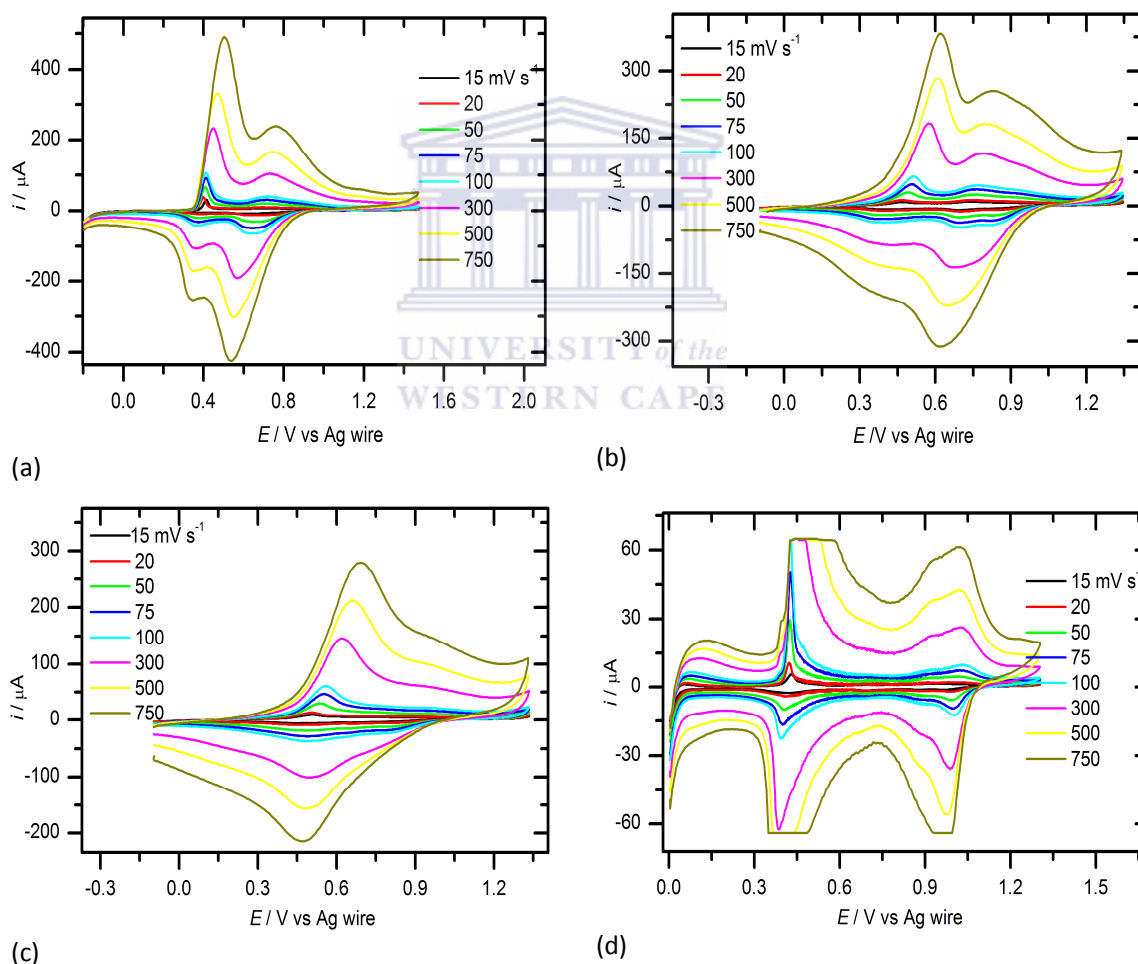 400
200
0
-200
-400
i / μA
0.0 0.4 0.8 1.2 1.6 2.0
E / V vs Ag wire
15 mV s⁻¹
20
50
75
100
300
500
750
(a)
300
150
0
-150
-300
i / μA
-0.3 0.0 0.3 0.6 0.9 1.2
E /V vs Ag wire
15 mV s⁻¹
20
50
75
100
300
500
750
(b)
UNIVERSITY of the
WESTERN CAPE
300
200
100
0
-100
-200
i / μA
-0.3 0.0 0.3 0.6 0.9 1.2
E / V vs Ag wire
15 mV s⁻¹
20
50
75
100
300
500
750
(c)
60
30
0
-30
-60
i / μA
0.0 0.3 0.6 0.9 1.2 1.5
E / V vs Ag wire
15 mV s⁻
20
50
75
100
300
500
750
(d)